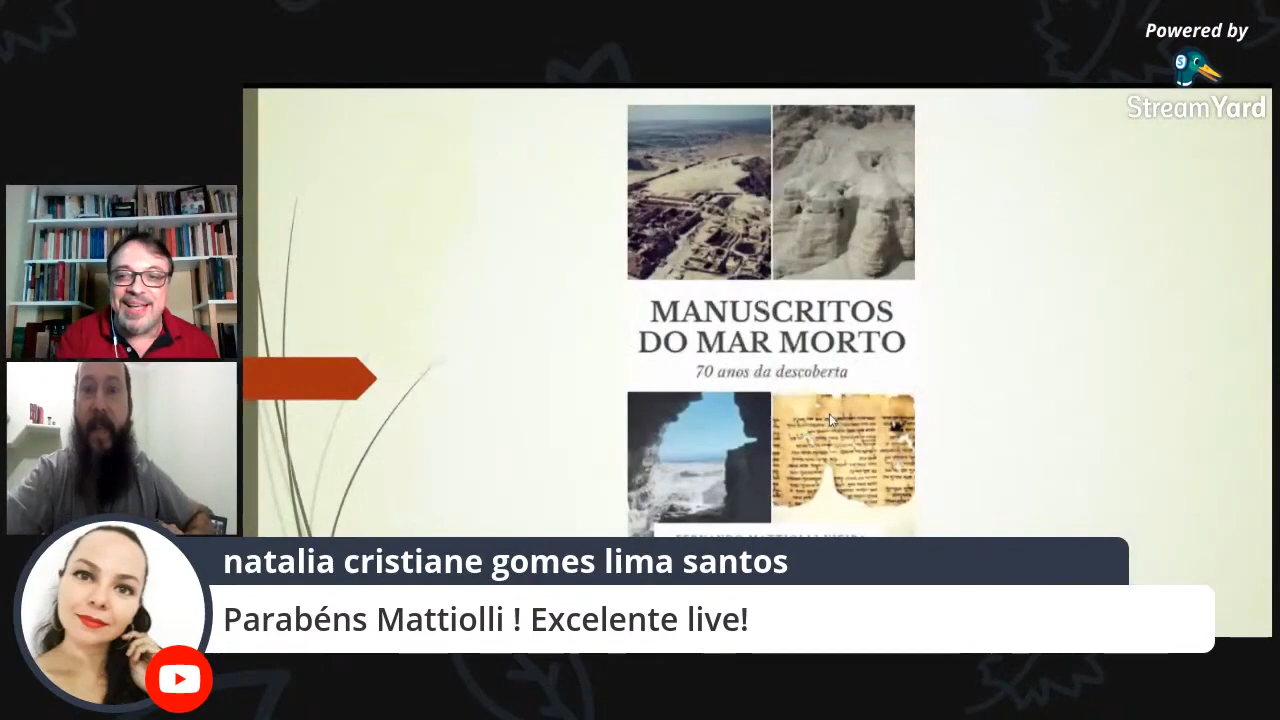 Powered by
StreamYard
MANUSCRITOS
DO MAR MORTO
70 anos da descoberta
natalia cristiane gomes lima santos
Parabéns Mattiolli ! Excelente live!